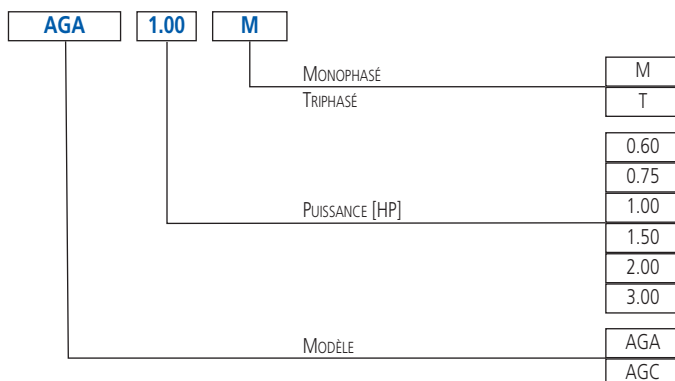 AGA 1.00 M
Monophasé M
Triphasé T
0.60
0.75
Puissance [HP] 1.00
1.50
2.00
3.00
Modèle AGA
AGC